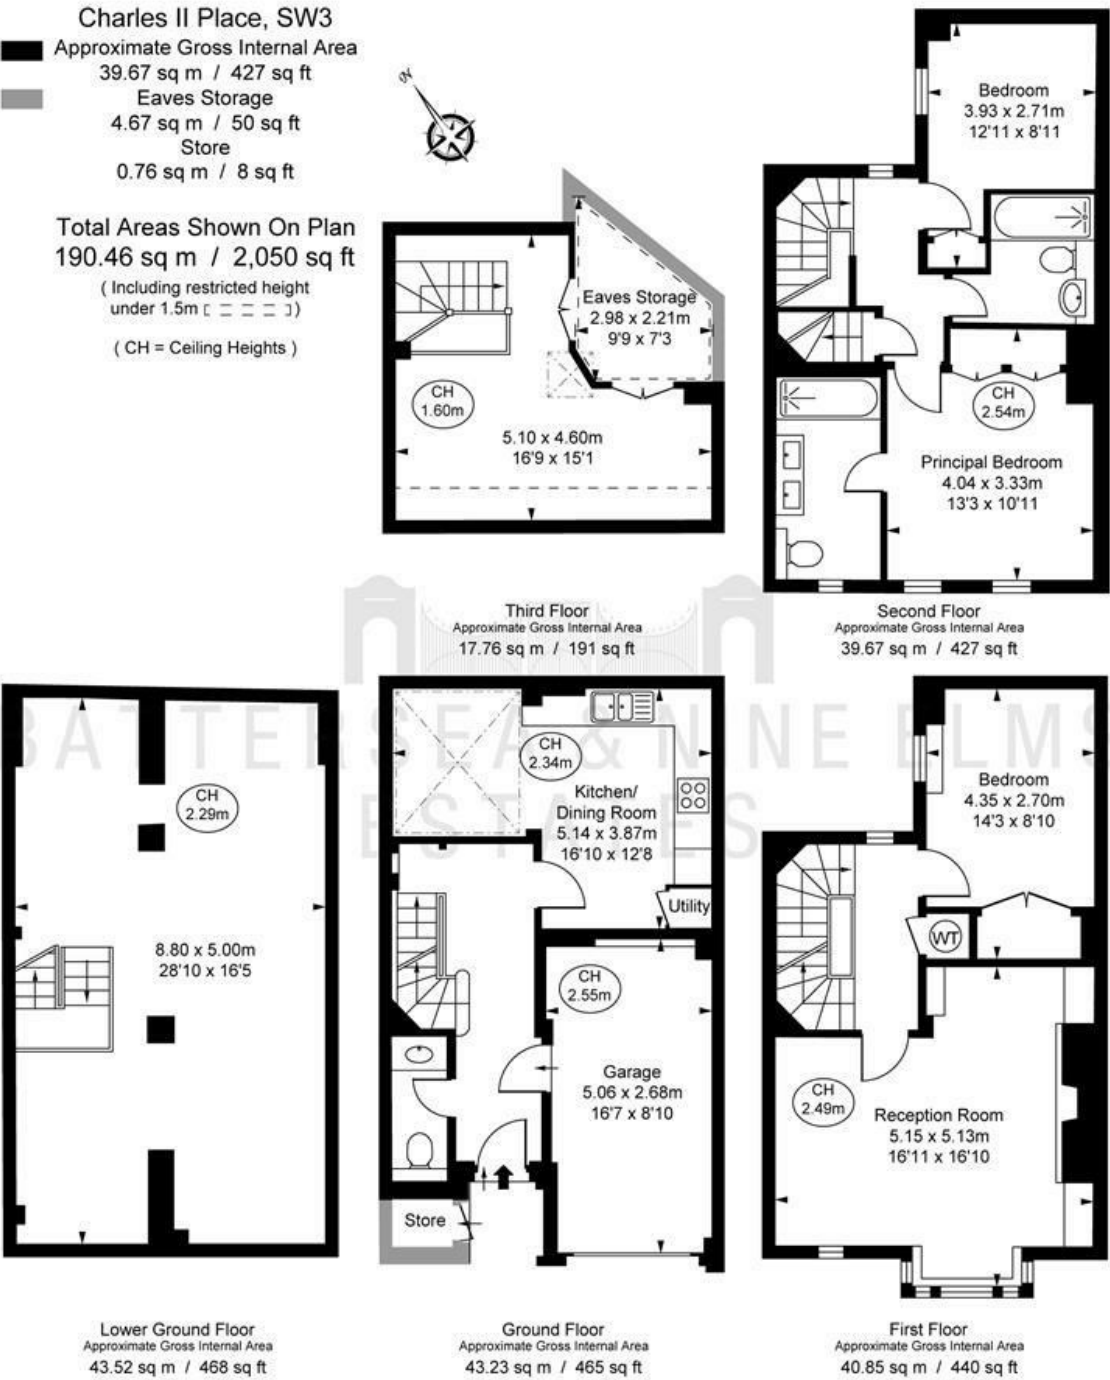 Charles II Place, SW3
Approximate Gross Internal Area
39.67 sq m / 427 sq ft
Eaves Storage
4.67 sq m / 50 sq ft
Store
0.76 sq m / 8 sq ft
Total Areas Shown On Plan
190.46 sq m / 2,050 sq ft
( Including restricted height
under 1.5m )
( CH = Ceiling Heights )
N
Eaves Storage
2.98 x 2.21m
9'9 x 7'3
CH
1.60m
5.10 x 4.60m
16'9 x 15'1
Third Floor
Approximate Gross Internal Area
17.76 sq m / 191 sq ft
Bedroom
3.93 x 2.71m
12'11 x 8'11
CH
2.54m
Principal Bedroom
4.04 x 3.33m
13'3 x 10'11
Second Floor
Approximate Gross Internal Area
39.67 sq m / 427 sq ft
BATTERSEA & NINE ELMS
ESTATES
CH
2.29m
8.80 x 5.00m
28'10 x 16'5
Lower Ground Floor
Approximate Gross Internal Area
43.52 sq m / 468 sq ft
CH
2.34m
Kitchen/
Dining Room
5.14 x 3.87m
16'10 x 12'8
Utility
CH
2.55m
Garage
5.06 x 2.68m
16'7 x 8'10
Store
Ground Floor
Approximate Gross Internal Area
43.23 sq m / 465 sq ft
Bedroom
4.35 x 2.70m
14'3 x 8'10
WT
CH
2.49m
Reception Room
5.15 x 5.13m
16'11 x 16'10
First Floor
Approximate Gross Internal Area
40.85 sq m / 440 sq ft